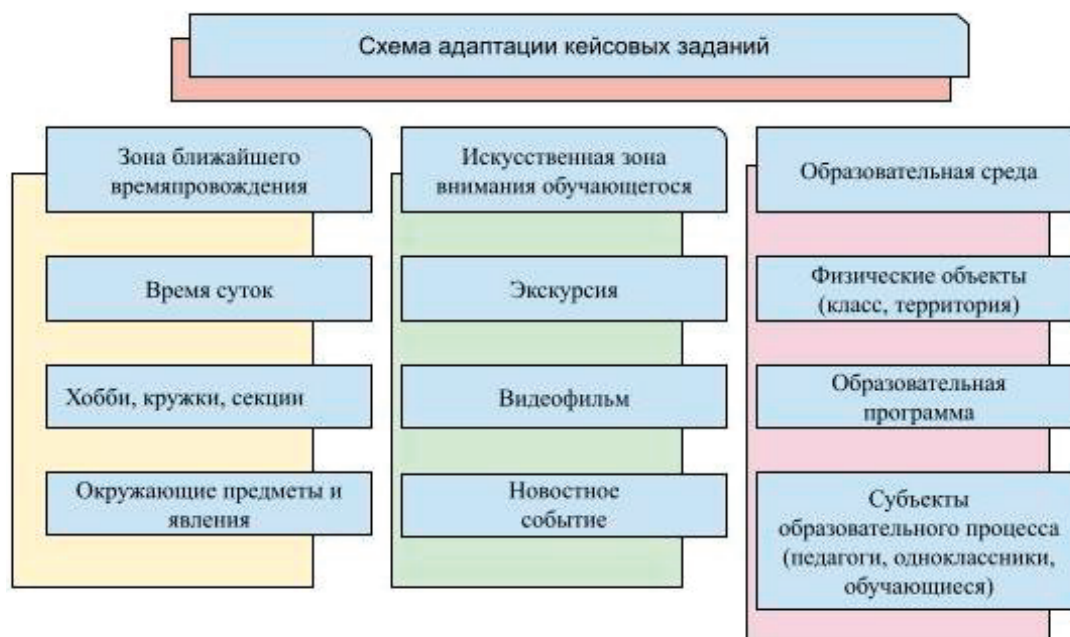 Схема адаптации кейсовых заданий
Зона ближайшего
времяпровождения
Время суток
Хобби, кружки, секции
Окружающие предметы и
явления
Искусственная зона
внимания обучающегося
Экскурсия
Видеофильм
Новостное
событие
Образовательная среда
Физические объекты
(класс, территория)
Образовательная
программа
Субъекты
образовательного процесса
(педагоги, одноклассники,
обучающиеся)